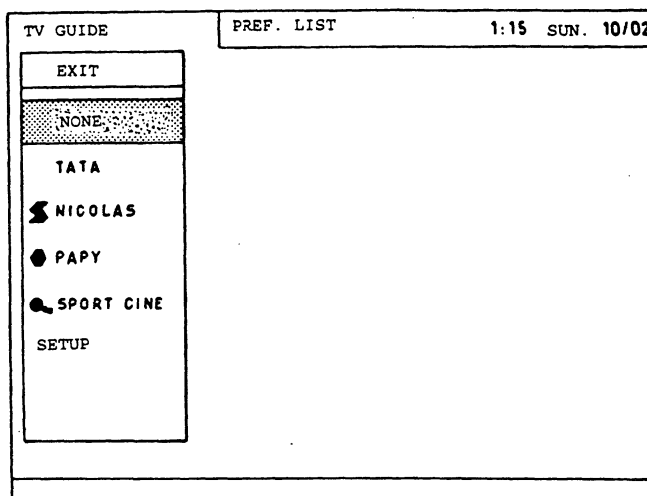 TV GUIDE PREF. LIST 1:15 SUN. 10/02
EXIT
NONE
TATA
NICOLAS
PAPY
SPORT CINE
SETUP